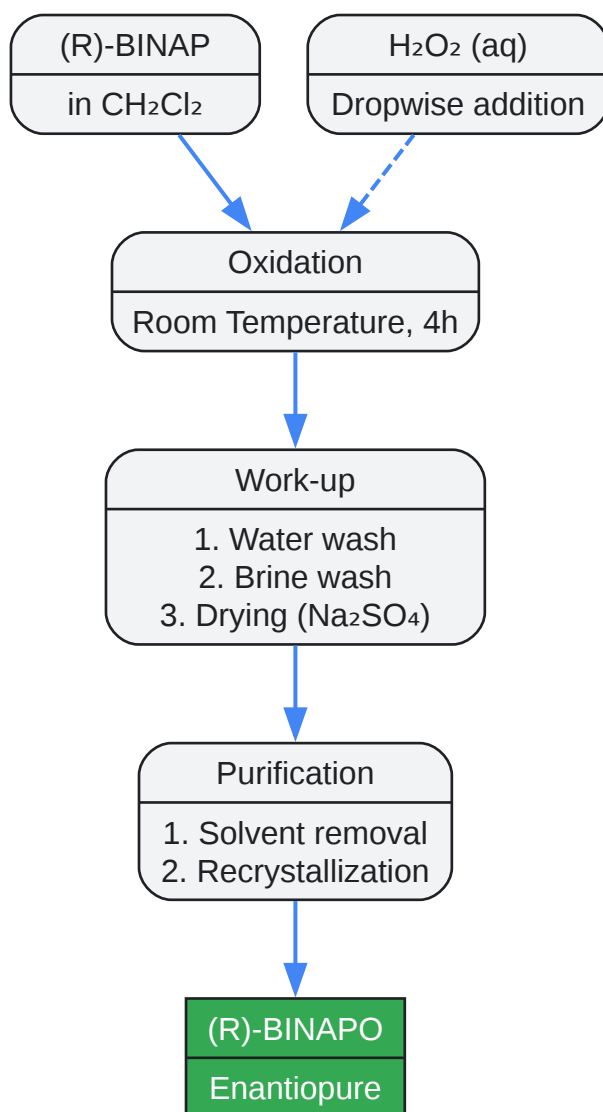 (R)-BINAP
in CH₂Cl₂
H₂O₂ (aq)
Dropwise addition
Oxidation
Room Temperature, 4h
Work-up
1. Water wash
2. Brine wash
3. Drying (Na₂SO₄)
Purification
1. Solvent removal
2. Recrystallization
(R)-BINAPO
Enantiopure